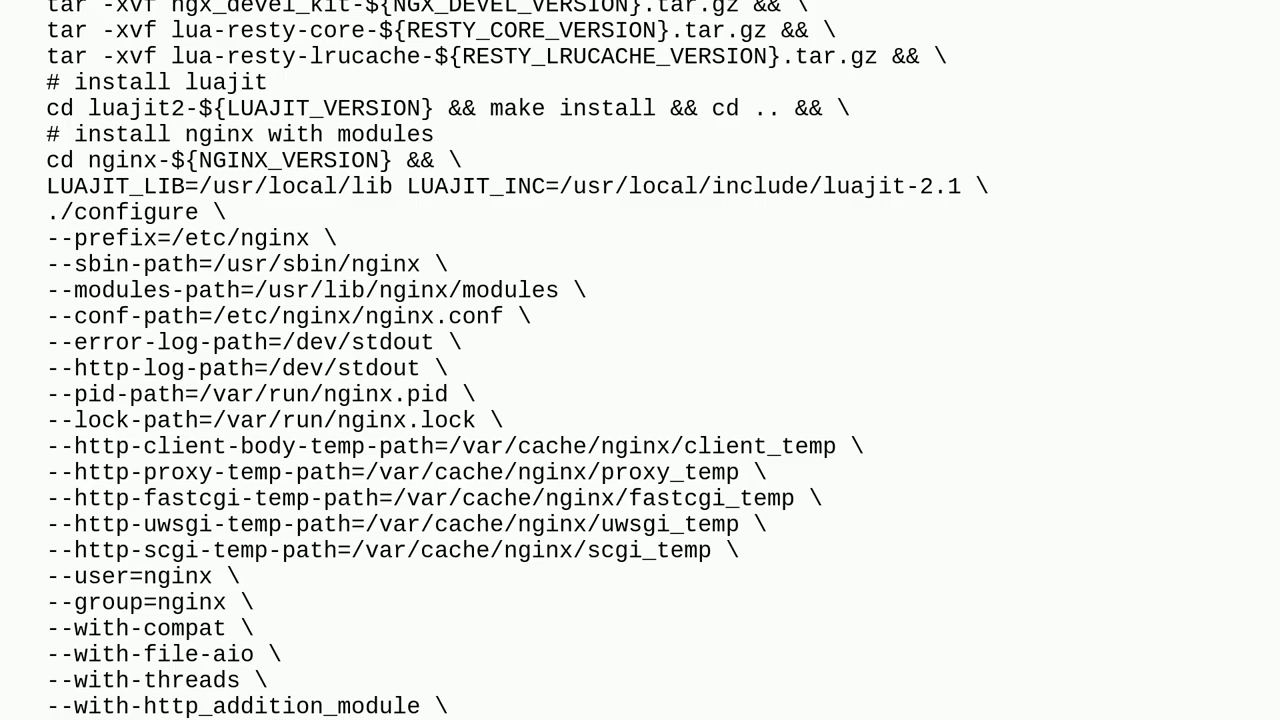 tar -xvf ngx_devel_kit-${NGX_DEVEL_VERSION}.tar.gz && \
tar -xvf lua-resty-core-${RESTY_CORE_VERSION}.tar.gz && \
tar -xvf lua-resty-lrucache-${RESTY_LRUCACHE_VERSION}.tar.gz && \
# install luajit
cd luajit2-${LUAJIT_VERSION} && make install && cd .. && \
# install nginx with modules
cd nginx-${NGINX_VERSION} && \
LUAJIT_LIB=/usr/local/lib LUAJIT_INC=/usr/local/include/luajit-2.1 \
./configure \
--prefix=/etc/nginx \
--sbin-path=/usr/sbin/nginx \
--modules-path=/usr/lib/nginx/modules \
--conf-path=/etc/nginx/nginx.conf \
--error-log-path=/dev/stdout \
--http-log-path=/dev/stdout \
--pid-path=/var/run/nginx.pid \
--lock-path=/var/run/nginx.lock \
--http-client-body-temp-path=/var/cache/nginx/client_temp \
--http-proxy-temp-path=/var/cache/nginx/proxy_temp \
--http-fastcgi-temp-path=/var/cache/nginx/fastcgi_temp \
--http-uwsgi-temp-path=/var/cache/nginx/uwsgi_temp \
--http-scgi-temp-path=/var/cache/nginx/scgi_temp \
--user=nginx \
--group=nginx \
--with-compat \
--with-file-aio \
--with-threads \
--with-http_addition_module \